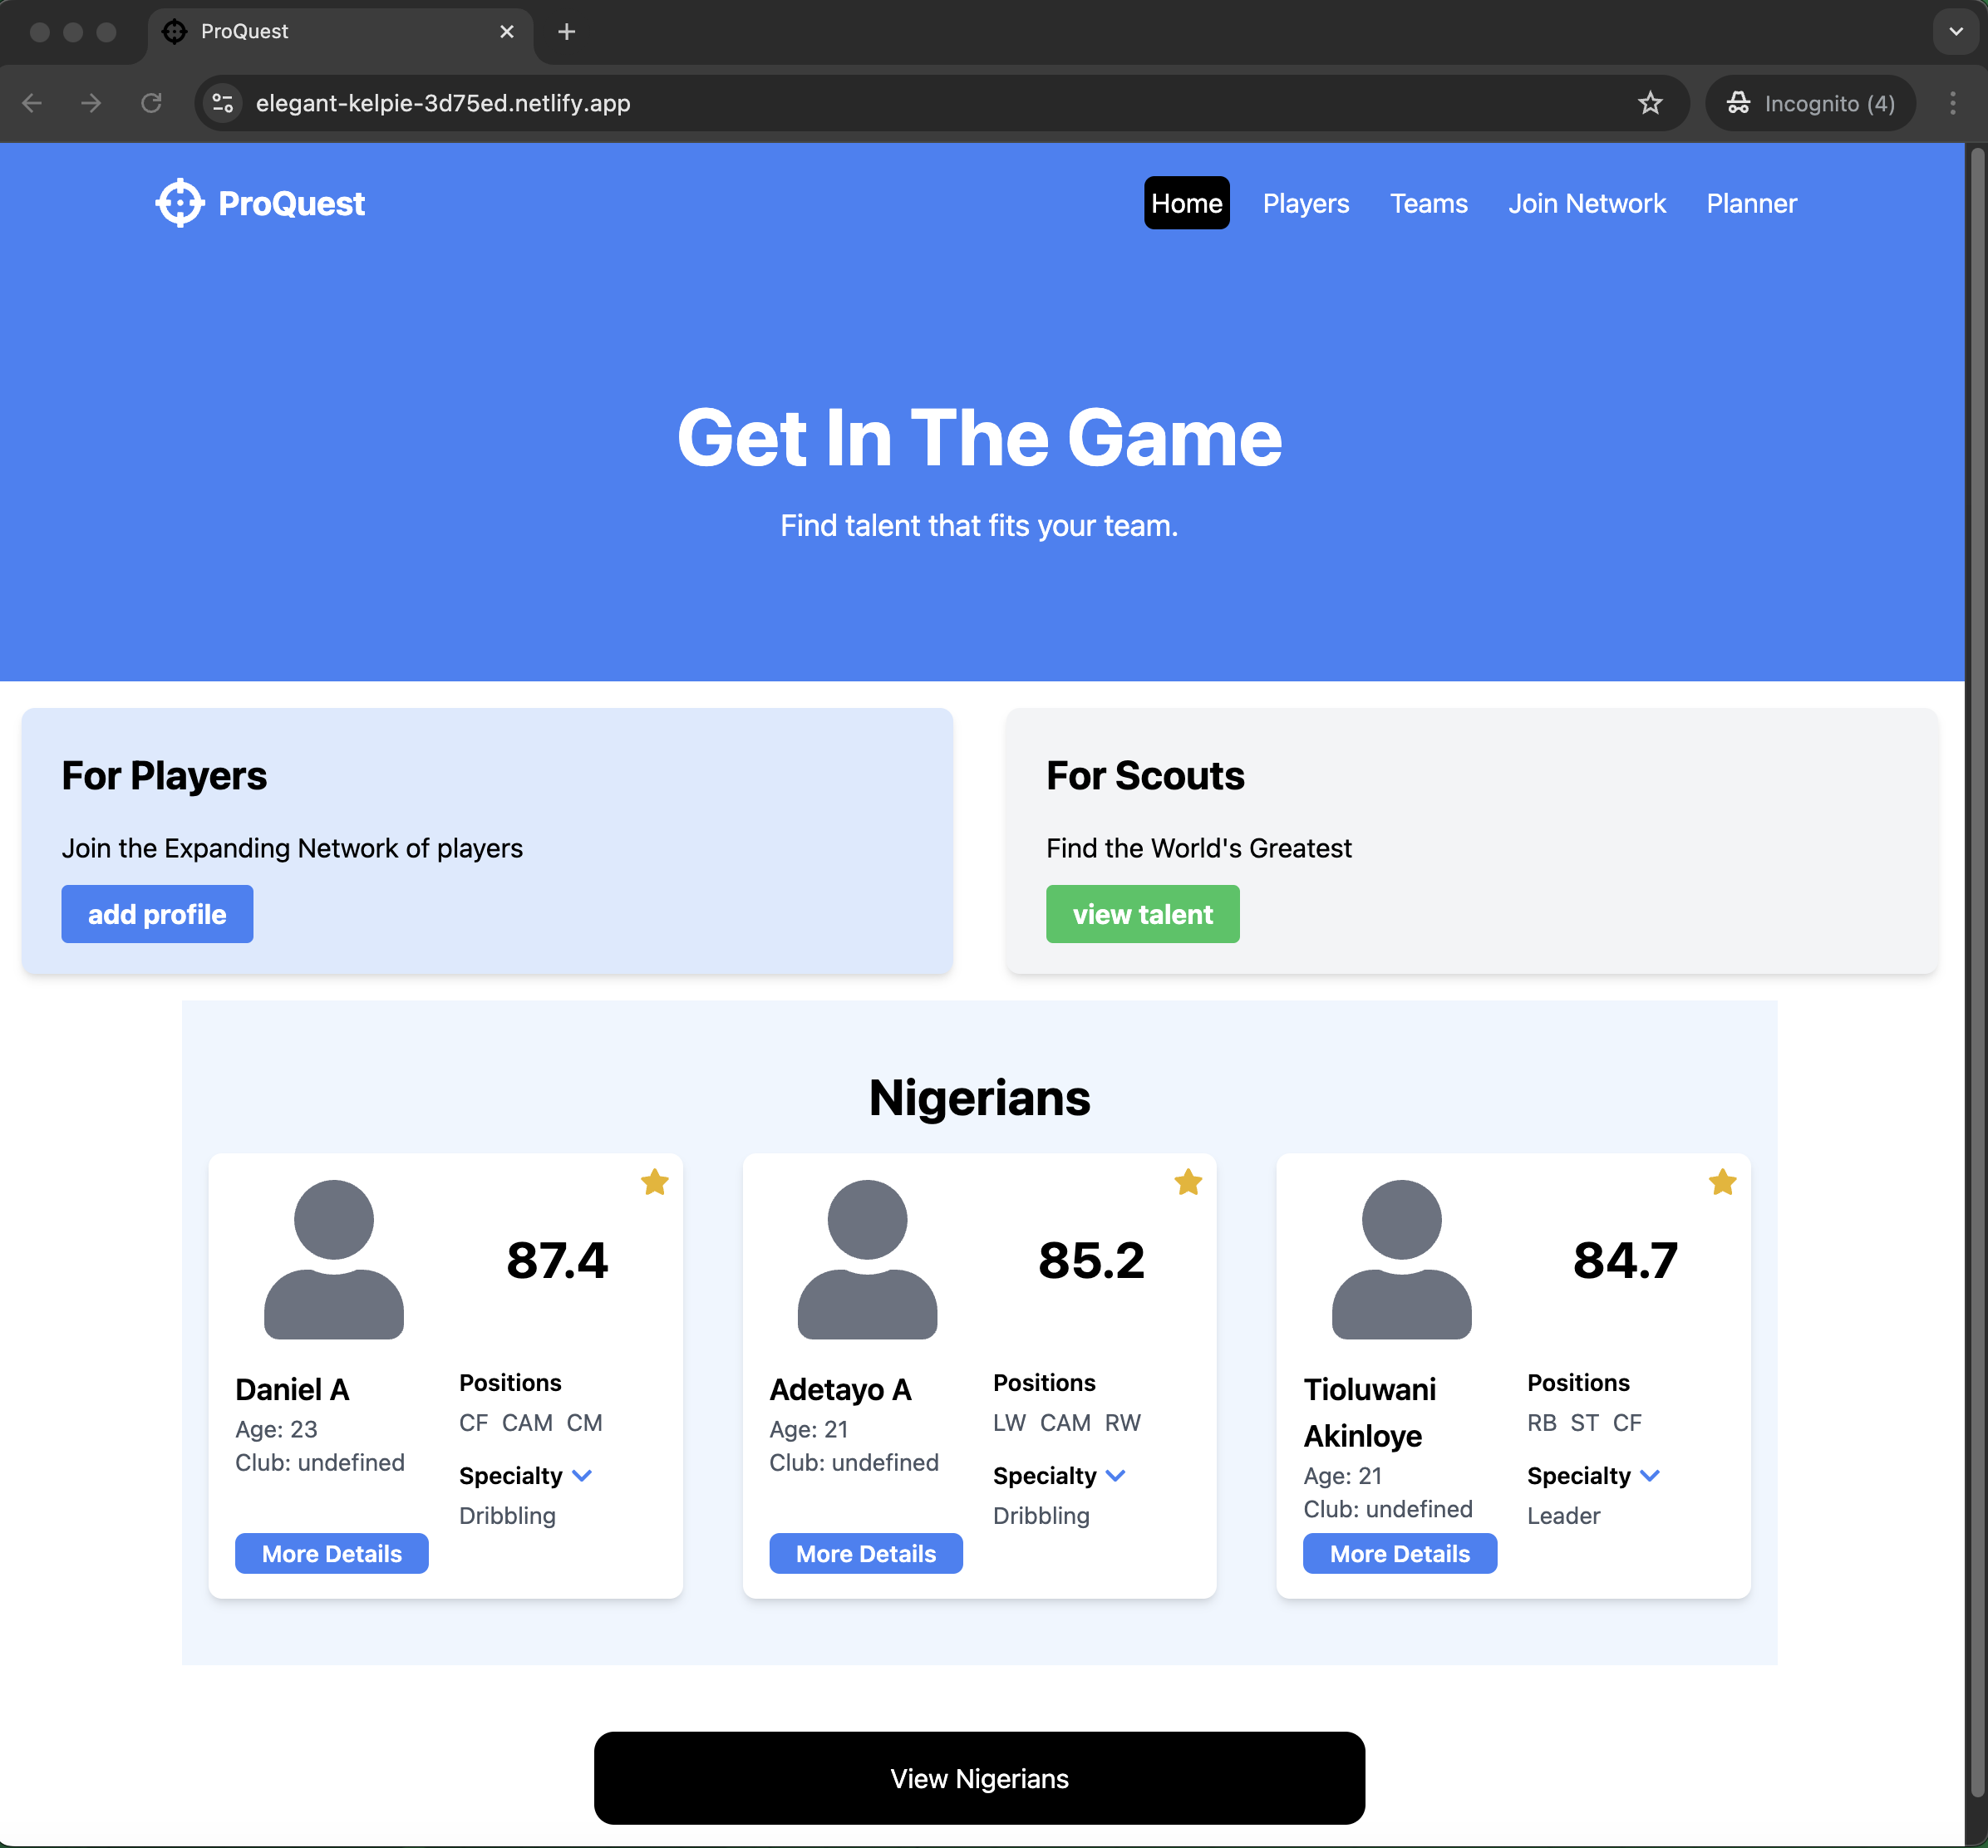 ProQuest
elegant-kelpie-3d75ed.netlify.app
Incognito (4)
ProQuest
Home Players Teams Join Network Planner
Get In The Game
Find talent that fits your team.
For Players
Join the Expanding Network of players
add profile
For Scouts
Find the World's Greatest
view talent
Nigerians
87.4
Daniel A
Age: 23
Club: undefined
Positions
CF CAM CM
Specialty
Dribbling
More Details
85.2
Adetayo A
Age: 21
Club: undefined
Positions
LW CAM RW
Specialty
Dribbling
More Details
84.7
Tioluwani
Akinloye
Age: 21
Club: undefined
Positions
RB ST CF
Specialty
Leader
More Details
View Nigerians